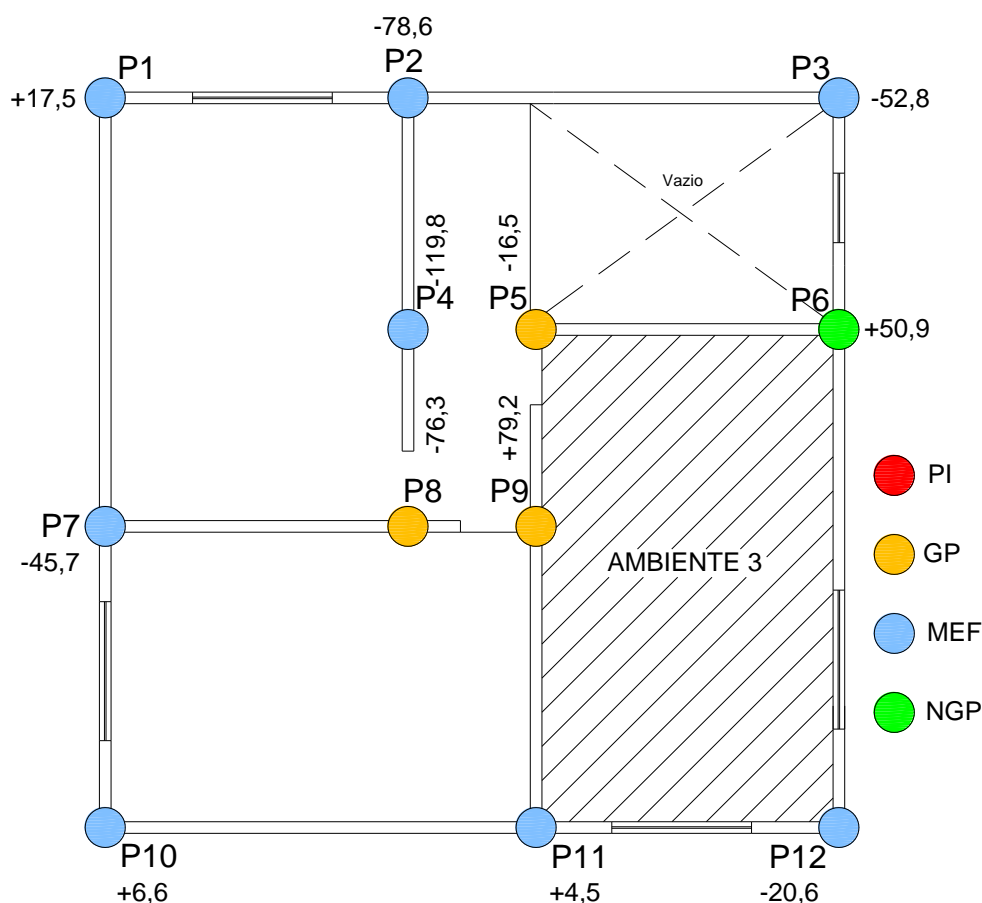 -78,6
P1
P2
P3
+17,5
-52,8
Vazio
-119,8
-16,5
P4
P5
P6
+50,9
-76,3
+79,2
PI
P8
P9
P7
-45,7
GP
AMBIENTE 3
MEF
NGP
P10
P11
P12
+6,6
+4,5
-20,6